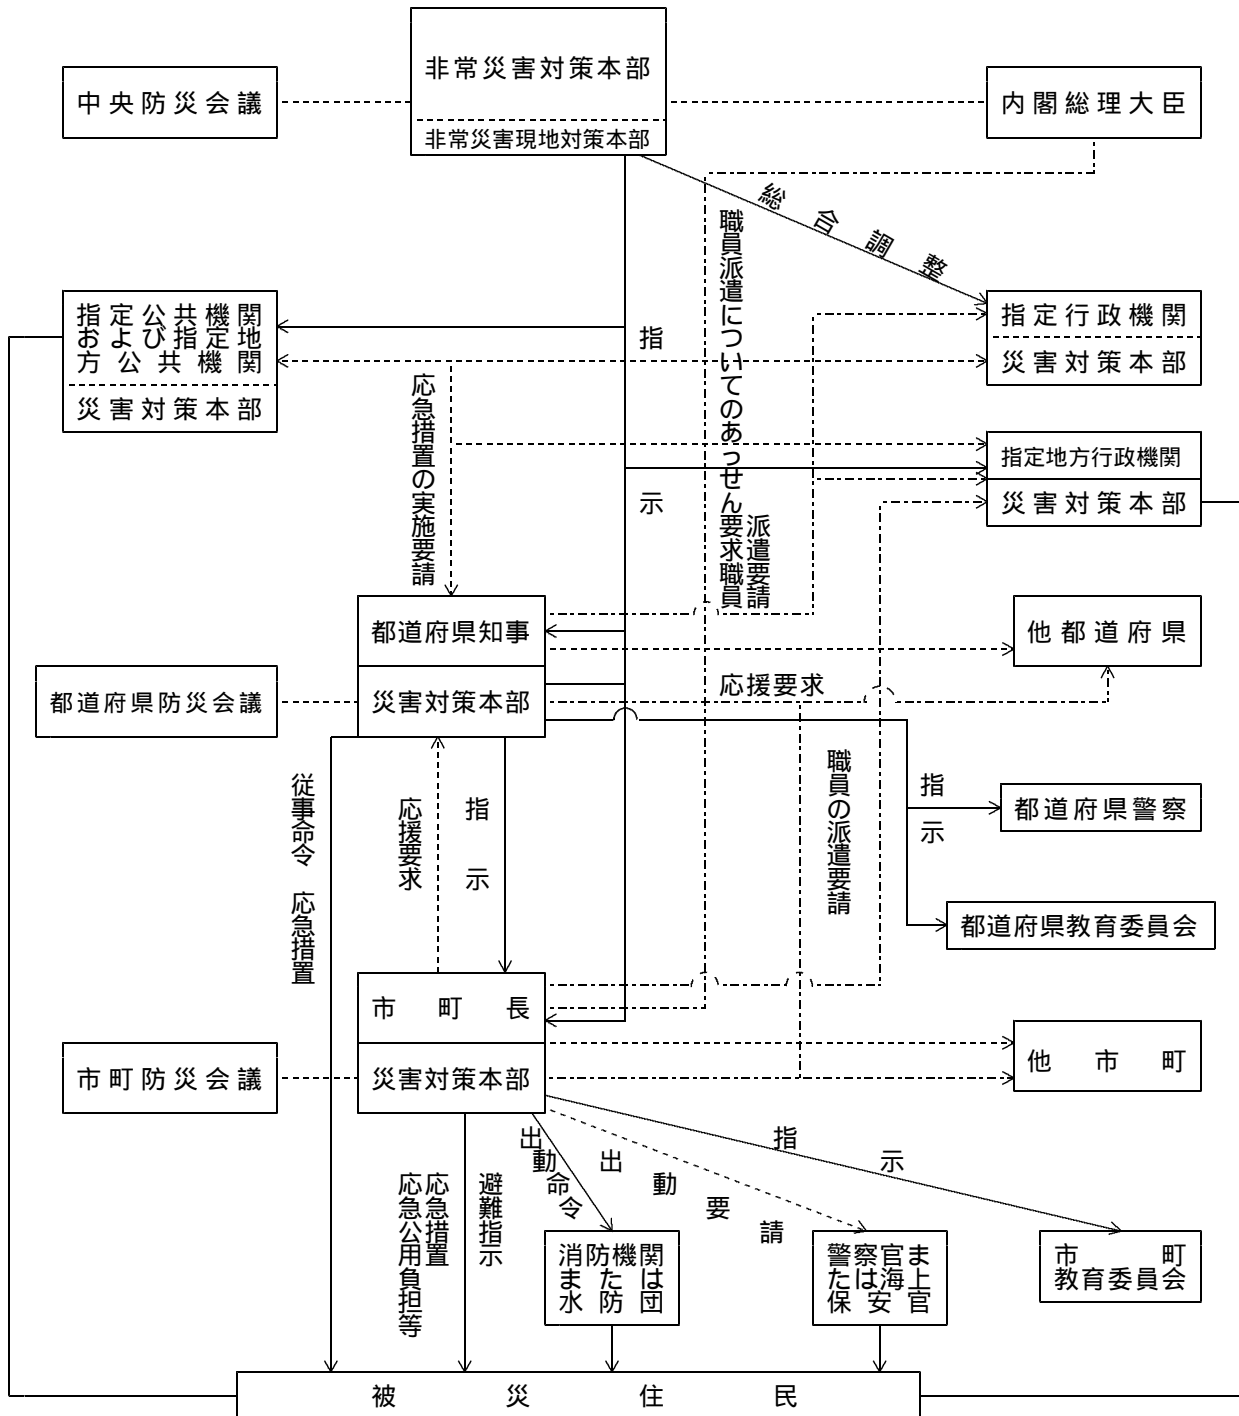 非常災害対策本部
中央防災会議
内閣総理大臣
非常災害現地対策本部
総合調整
職員派遣についてのあっせん要求職員
派遣要請
指定公共機関
および指定地
方公共機関
災害対策本部
指示
指定行政機関
災害対策本部
応急措置の実施要請
指定地方行政機関
災害対策本部
都道府県知事
災害対策本部
他都道府県
都道府県防災会議
応援要求
従事命令 応急措置
応援要求
指示
職員の派遣要請
指示
都道府県警察
都道府県教育委員会
市町長
災害対策本部
他市町
市町防災会議
応急措置
応急公用負担等
避難指示
出動命令
出動要請
指示
消防機関
または
水防団
警察官ま
たは海上
保安官
市町
教育委員会
被災住民